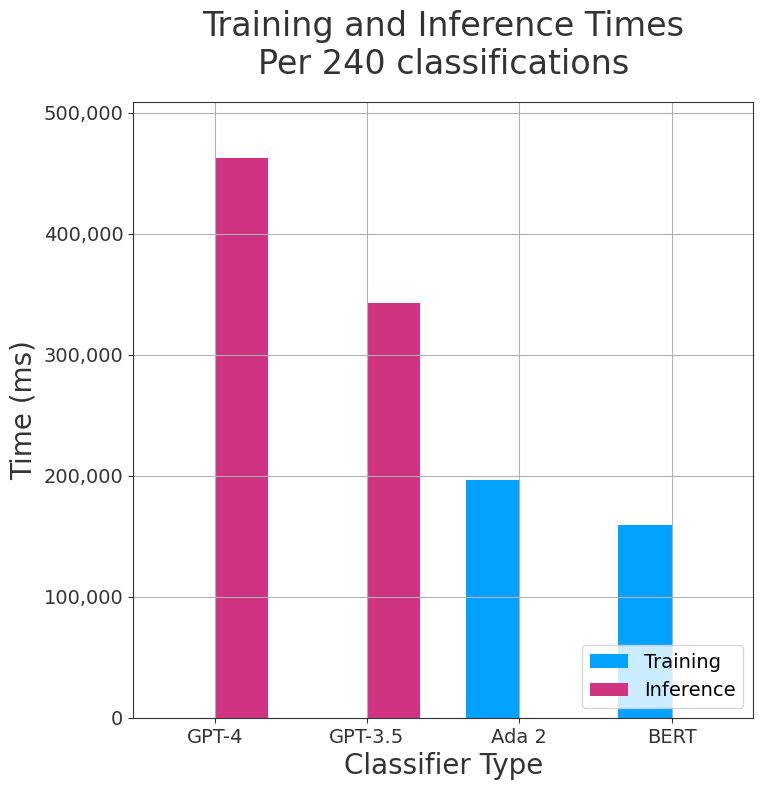 Training and Inference Times
Per 240 classifications
500,000
400,000
300,000
200,000
100,000
0
Time (ms)
GPT-4
GPT-3.5
Ada 2
BERT
Classifier Type
Training
Inference